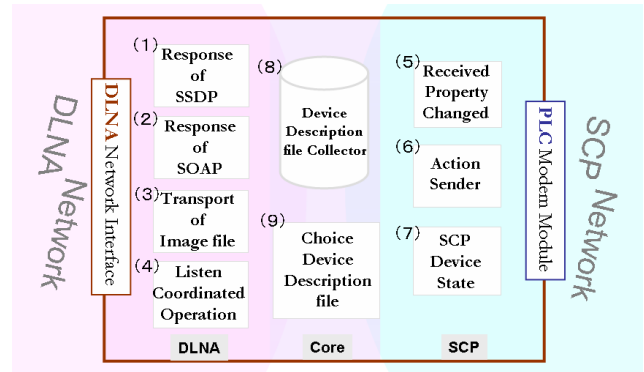 DLNA Network
DLNA Network Interface
(1)
Response
of
SSDP
(2)
Response
of
SOAP
(3)
Transport
of
Image file
(4)
Listen
Coordinated
Operation
DLNA
(8)
Device
Description
file Collector
(9)
Choice
Device
Description
file
Core
(5)
Received
Property
Changed
(6)
Action
Sender
(7)
SCP
Device
State
SCP
PLC Modem Module
SCP Network